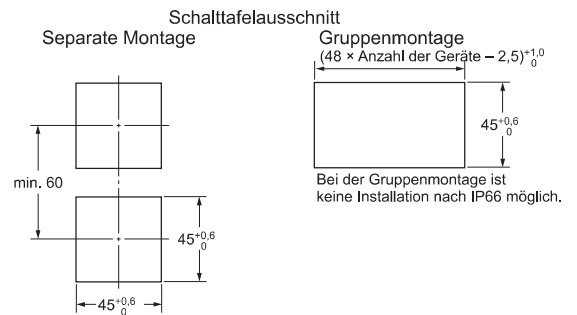 Schalttafelausschnitt
Separate Montage
Gruppenmontage
(48 × Anzahl der Geräte – 2,5) +1,0 0
45 +0,6 0
min. 60
Bei der Gruppenmontage ist
keine Installation nach IP66 möglich.
45 +0,6 0
45 +0,6 0